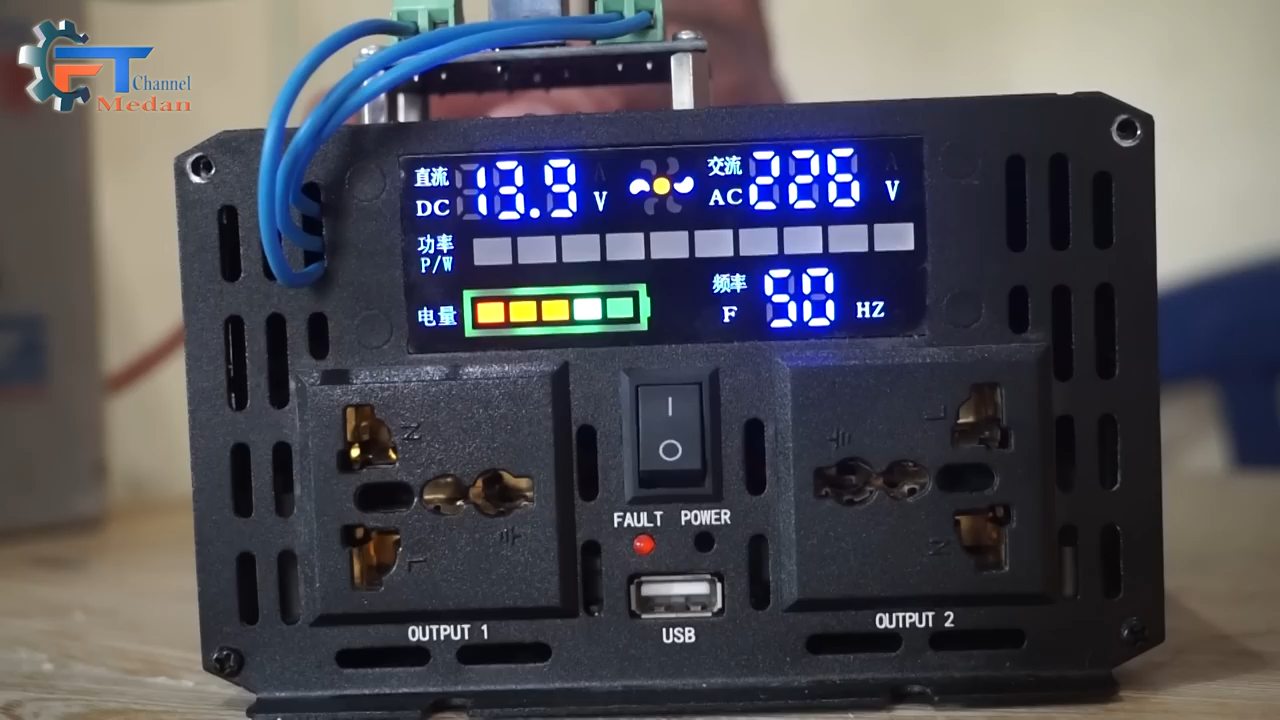 FT Channel
Medan
直流
DC 13.9 V
交流
AC 226 V
功率
P/W
电量
频率
F 50 HZ
N
L
L
N
FAULT POWER
OUTPUT 1
USB
OUTPUT 2